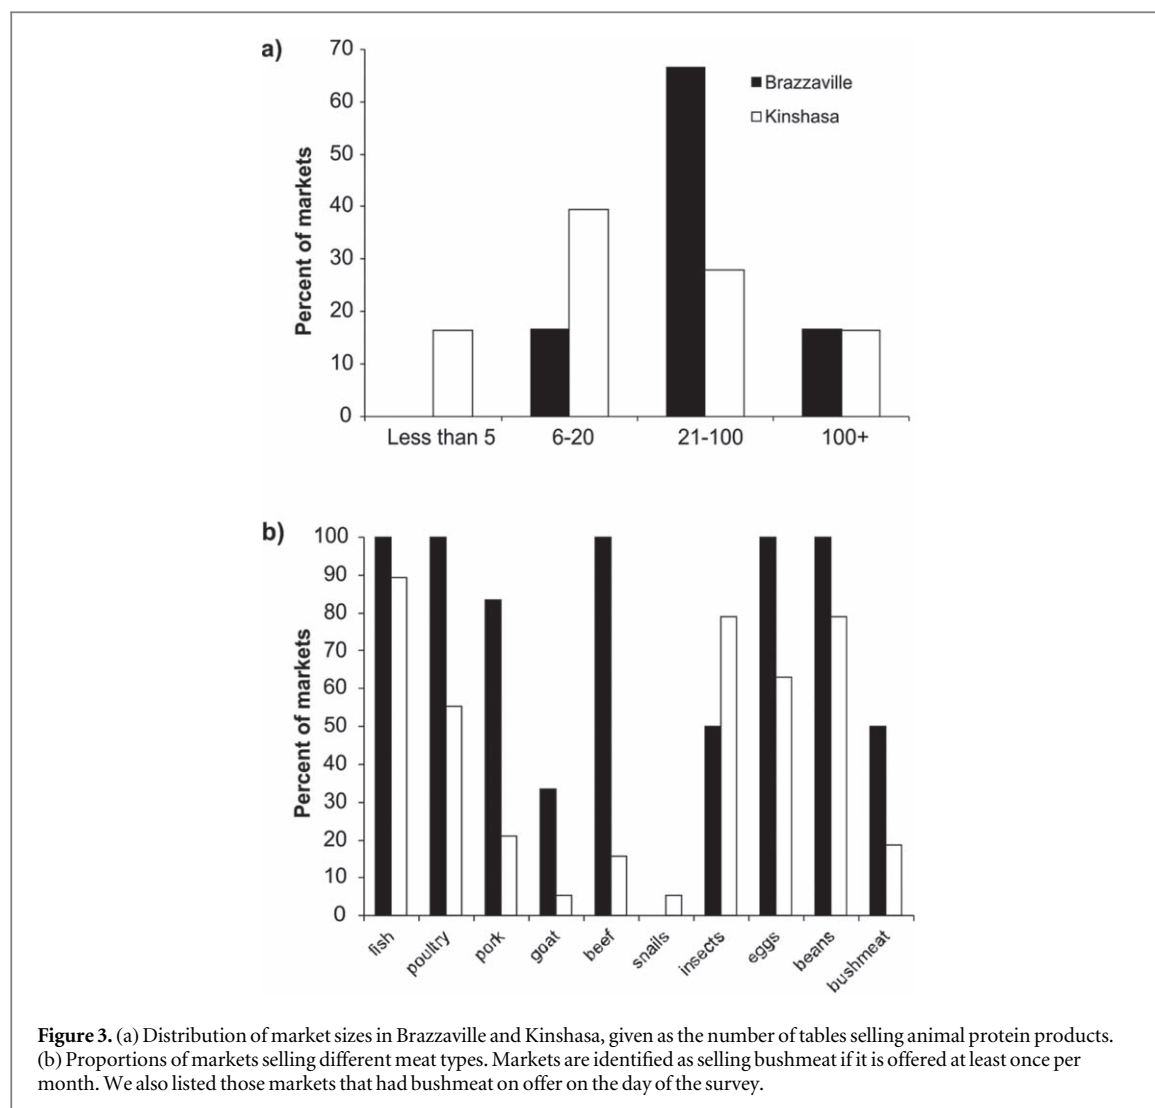 a)
70
60
50
40
30
20
10
0
Percent of markets
Brazzaville
Kinshasa
Less than 5
6-20
21-100
100+
b)
100
90
80
70
60
50
40
30
20
10
0
Percent of markets
fish
poultry
pork
goat
beef
snails
insects
eggs
beans
bushmeat
Figure 3. (a) Distribution of market sizes in Brazzaville and Kinshasa, given as the number of tables selling animal protein products.
(b) Proportions of markets selling different meat types. Markets are identified as selling bushmeat if it is offered at least once per
month. We also listed those markets that had bushmeat on offer on the day of the survey.